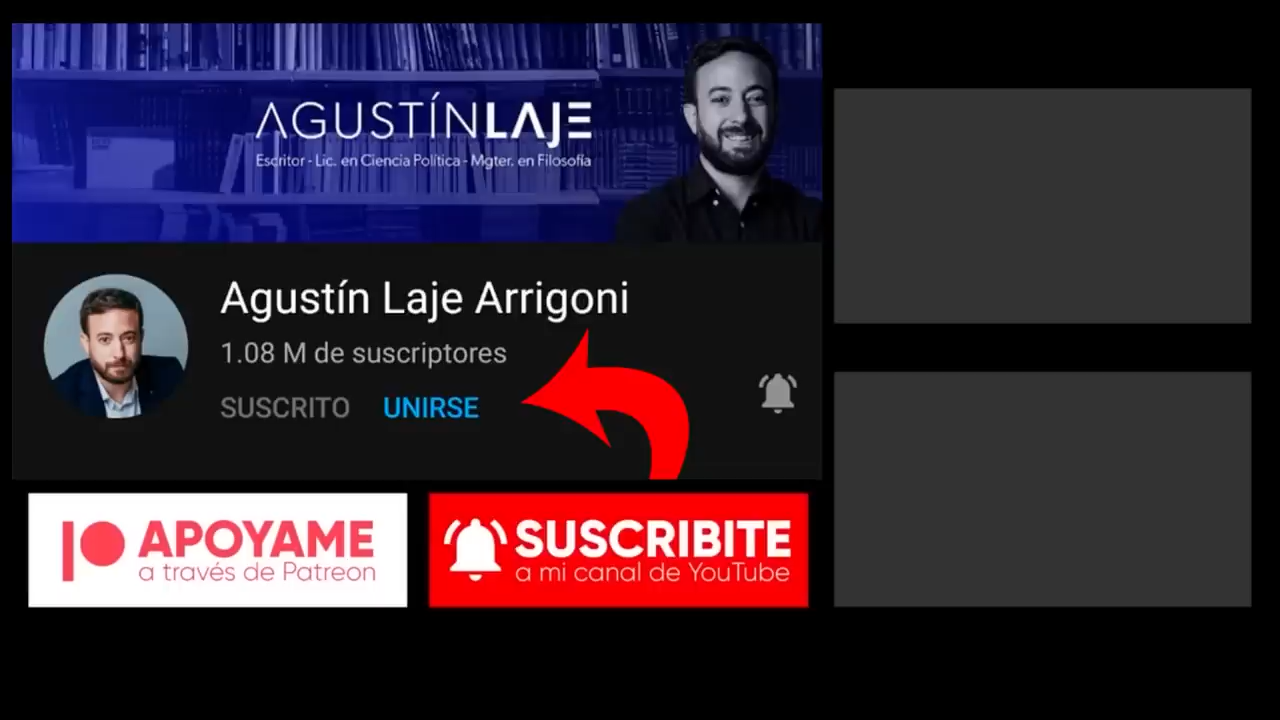 AGUSTÍNLAJE
Escritor - Lic. en Ciencia Política - Mgter. en Filosofía
Agustín Laje Arrigoni
1.08 M de suscriptores
SUSCRITO UNIRSE
APOYAME
a través de Patreon
SUSCRIBITE
a mi canal de YouTube